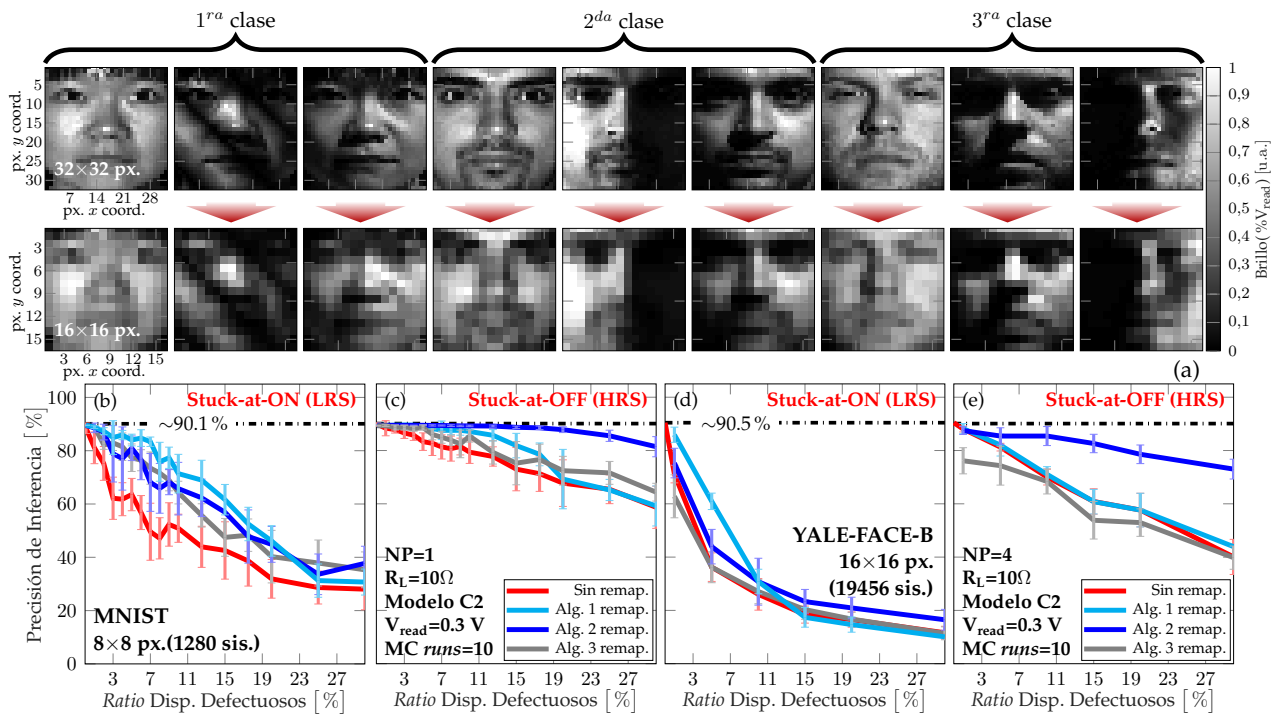 1ra clase
2da clase
3ra clase
px. y coord.
5
10
15
20
25
30
32×32 px.
7 14 21 28
px. x coord.
px. y coord.
3
6
9
12
15
16×16 px.
3 6 9 12 15
px. x coord.
1
0,9
0,8
0,7
0,6
0,5
0,4
0,3
0,2
0,1
0
Brillo(%Vread) [u.a.]
(a)
Precisión de Inferencia [%]
100
80
60
40
20
0
(b) Stuck-at-ON (LRS)
~90.1%
MNIST
8×8 px.(1280 sis.)
3 7 11 15 19 23 27
Ratio Disp. Defectuosos [%]
(c) Stuck-at-OFF (HRS)
NP=1
RL=10Ω
Modelo C2
Vread=0.3 V
MC runs=10
Sin remap.
Alg. 1 remap.
Alg. 2 remap.
Alg. 3 remap.
3 7 11 15 19 23 27
Ratio Disp. Defectuosos [%]
(d) Stuck-at-ON (LRS)
~90.5%
YALE-FACE-B
16×16 px.
(19456 sis.)
3 7 11 15 19 23 27
Ratio Disp. Defectuosos [%]
(e) Stuck-at-OFF (HRS)
NP=4
RL=10Ω
Modelo C2
Vread=0.3 V
MC runs=10
Sin remap.
Alg. 1 remap.
Alg. 2 remap.
Alg. 3 remap.
3 7 11 15 19 23 27
Ratio Disp. Defectuosos [%]